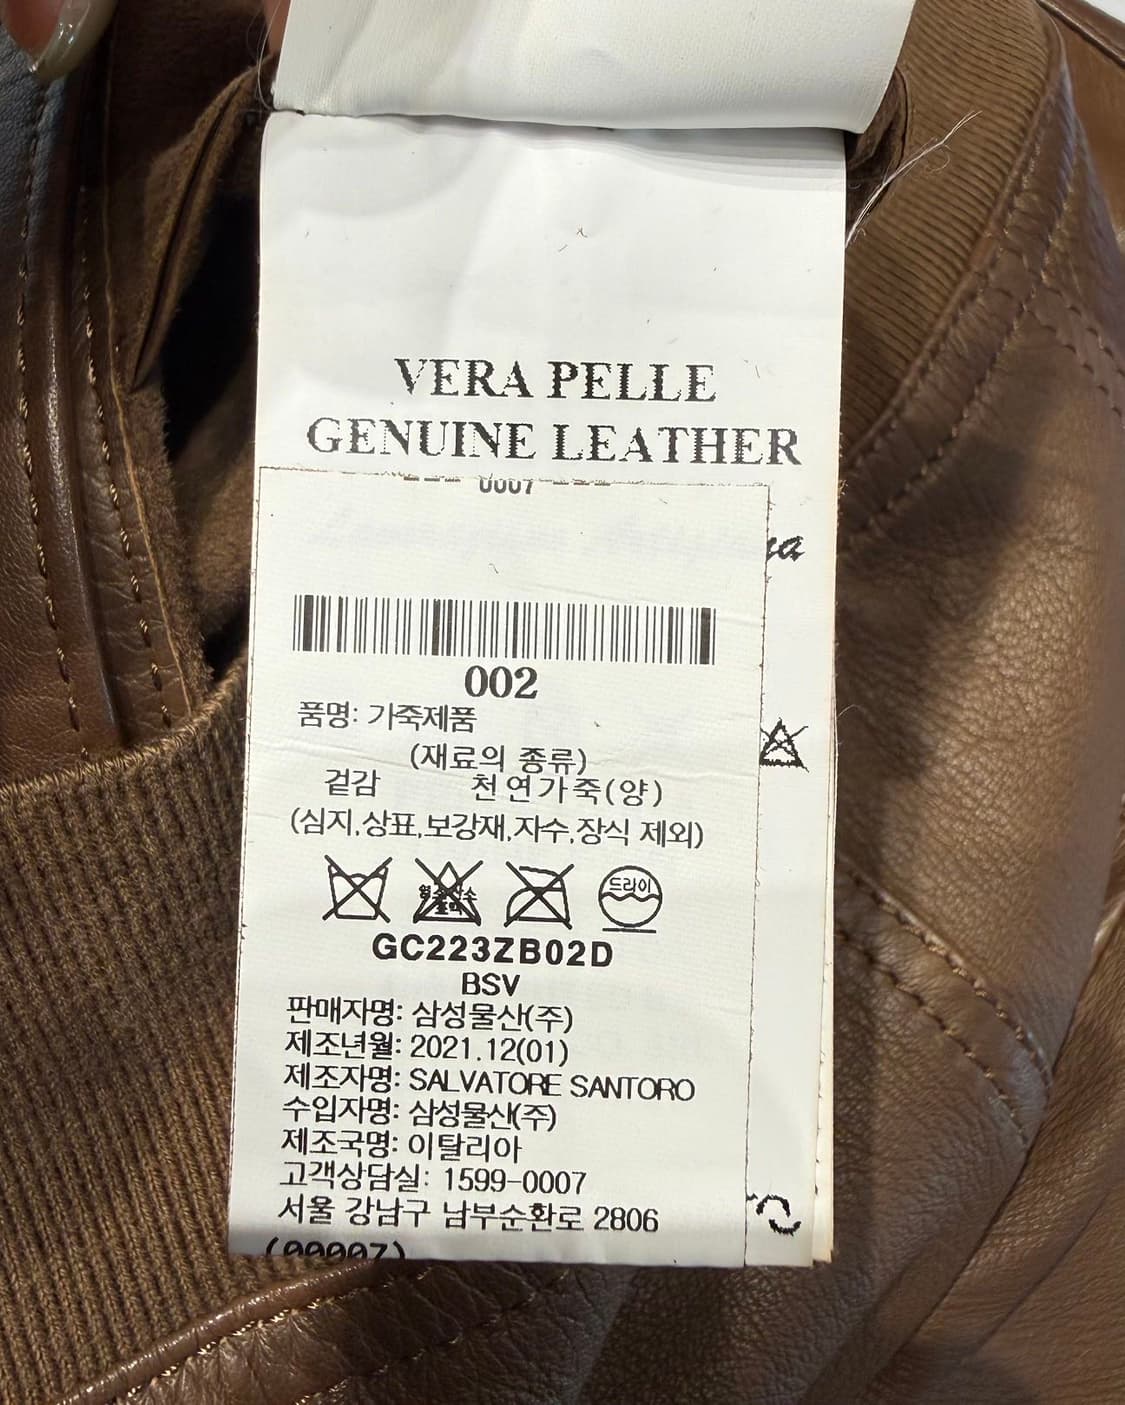 VERA PELLE
GENUINE LEATHER
0007
002
품명: 가죽제품
(재료의 종류)
겉감 천연가죽(양)
(심지,상표,보강재,자수,장식 제외)
드라이
GC223ZB02D
BSV
판매자명: 삼성물산(주)
제조년월: 2021.12(01)
제조자명: SALVATORE SANTORO
수입자명: 삼성물산(주)
제조국명: 이탈리아
고객상담실: 1599-0007
서울 강남구 남부순환로 2806
(00007)